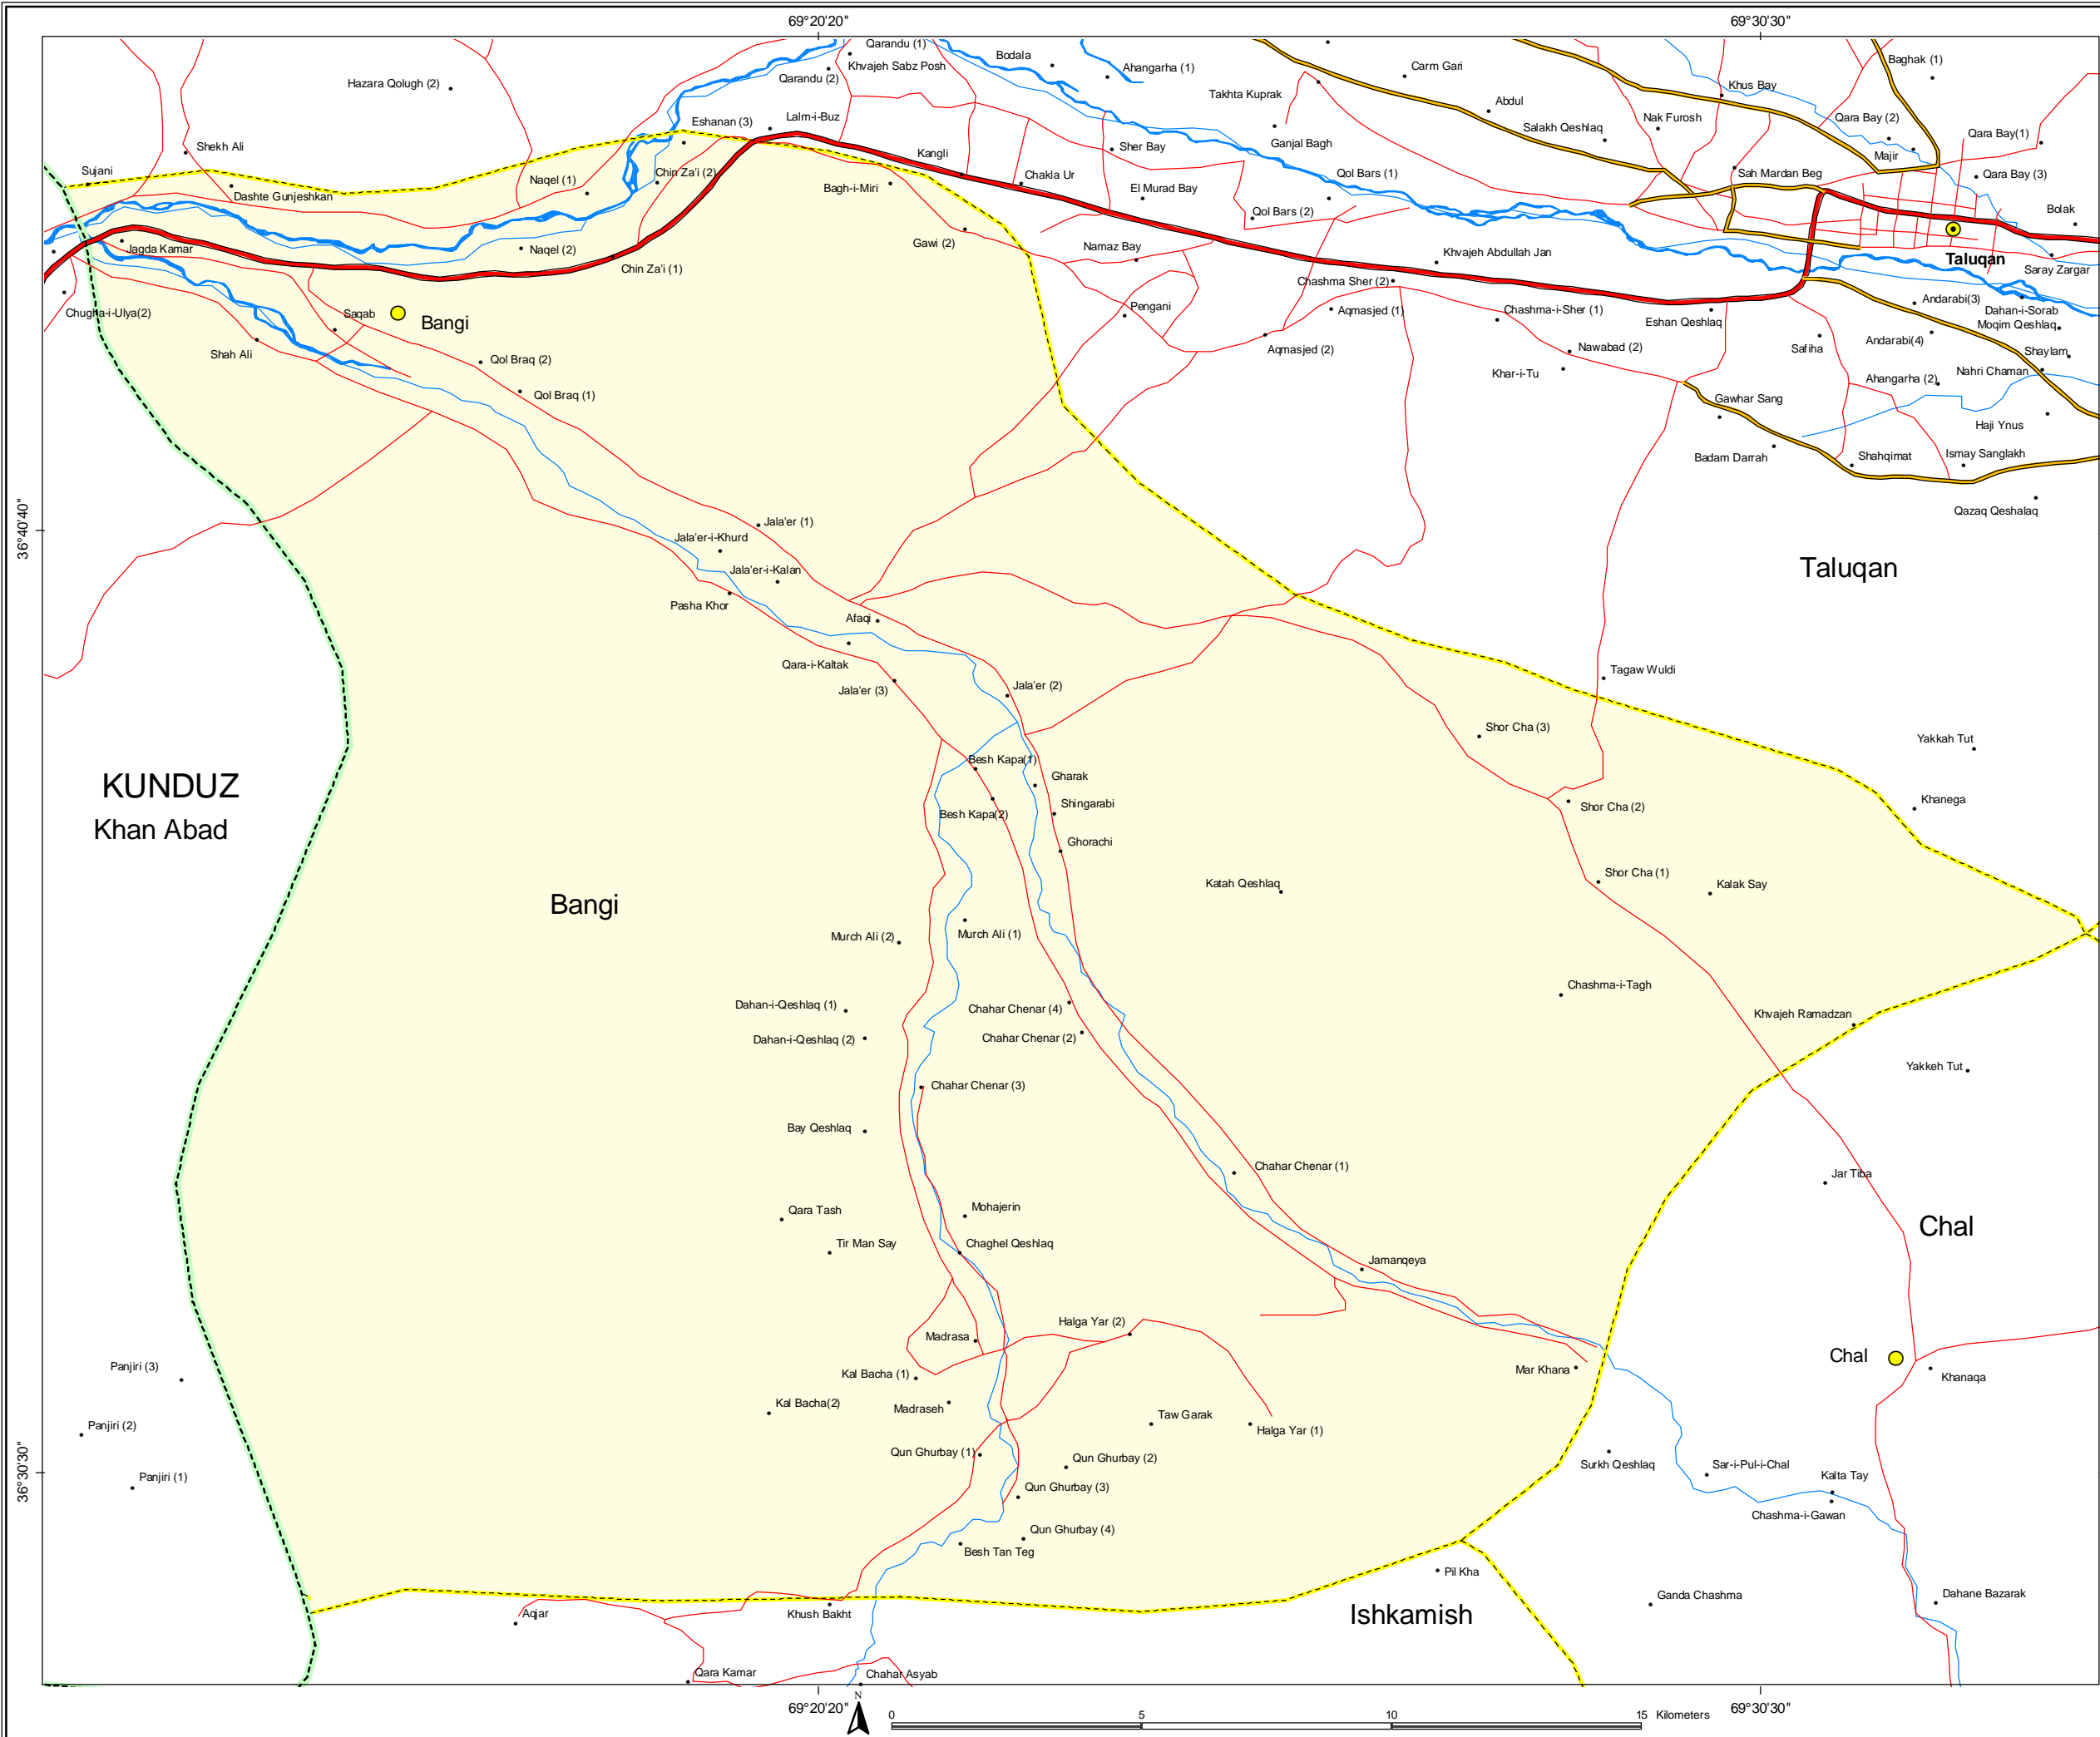 69°20'20"
69°30'30"
Qarandu (1)
Bodala
Khvajeh Sabz Posh
Ahangarha (1)
Carm Gari
Baghak (1)
Qarandu (2)
Hazara Qolugh (2)
Takhta Kuprak
Khus Bay
Abdul
Lalm-i-Buz
Eshanan (3)
Salakh Qeshlaq
Nak Furosh
Qara Bay (2)
Qara Bay(1)
Shekh Ali
Kangli
Sher Bay
Ganjal Bagh
Majir
Sujani
Naqel (1)
Chin Za'i (2)
Bagh-i-Miri
Chakla Ur
Qol Bars (1)
Sah Mardan Beg
Qara Bay (3)
Dashte Gunjeshkan
El Murad Bay
Qol Bars (2)
Bolak
Jagda Kamar
Naqel (2)
Gawi (2)
Namaz Bay
Khvajeh Abdullah Jan
Taluqan
Saray Zargar
Chin Za'i (1)
Chashma Sher (2)
Chugha-i-Ulya(2)
Saqab
Bangi
Pengani
Aqmasjed (1)
Chashma-i-Sher (1)
Eshan Qeshlaq
Andarabi(3)
Dahan-i-Sorab
Moqim Qeshlaq
Shah Ali
Qol Braq (2)
Aqmasjed (2)
Nawabad (2)
Safiha
Andarabi(4)
Shaylam
Khar-i-Tu
Ahangarha (2)
Nahri Chaman
Qol Braq (1)
Gawhar Sang
Haji Ynus
Badam Darrah
Shahqimat
Ismay Sanglakh
Qazaq Qeshalaq
36°40'40"
Jala'er (1)
Jala'er-i-Khurd
Taluqan
Jala'er-i-Kalan
Pasha Khor
Afaqi
Qara-i-Kaltak
Tagaw Wuldi
Jala'er (3)
Jala'er (2)
Shor Cha (3)
Yakkah Tut
Besh Kapa(1)
KUNDUZ
Gharak
Shingarabi
Shor Cha (2)
Khanega
Besh Kapa(2)
Khan Abad
Ghorachi
Shor Cha (1)
Katah Qeshlaq
Kalak Say
Bangi
Murch Ali (2)
Murch Ali (1)
Chashma-i-Tagh
Dahan-i-Qeshlaq (1)
Chahar Chenar (4)
Khvajeh Ramadzan
Dahan-i-Qeshlaq (2)
Chahar Chenar (2)
Yakkeh Tut
Chahar Chenar (3)
Bay Qeshlaq
Chahar Chenar (1)
Jar Tiba
Qara Tash
Mohajerin
Chal
Tir Man Say
Chaghel Qeshlaq
Jamanqeya
Halga Yar (2)
Madrasa
Chal
Panjiri (3)
Kal Bacha (1)
Mar Khana
Khanaqa
Kal Bacha(2)
Madraseh
Panjiri (2)
Taw Garak
Halga Yar (1)
Qun Ghurbay (1)
Qun Ghurbay (2)
Surkh Qeshlaq
Sar-i-Pul-i-Chal
Kalta Tay
36°30'30"
Panjiri (1)
Qun Ghurbay (3)
Chashma-i-Gawan
Qun Ghurbay (4)
Besh Tan Teg
Pil Kha
Ganda Chashma
Dahane Bazarak
Aqjar
Khush Bakht
Ishkamish
Qara Kamar
Chahar Asyab
69°20'20"
N
69°30'30"
0 5 10 15 Kilometers